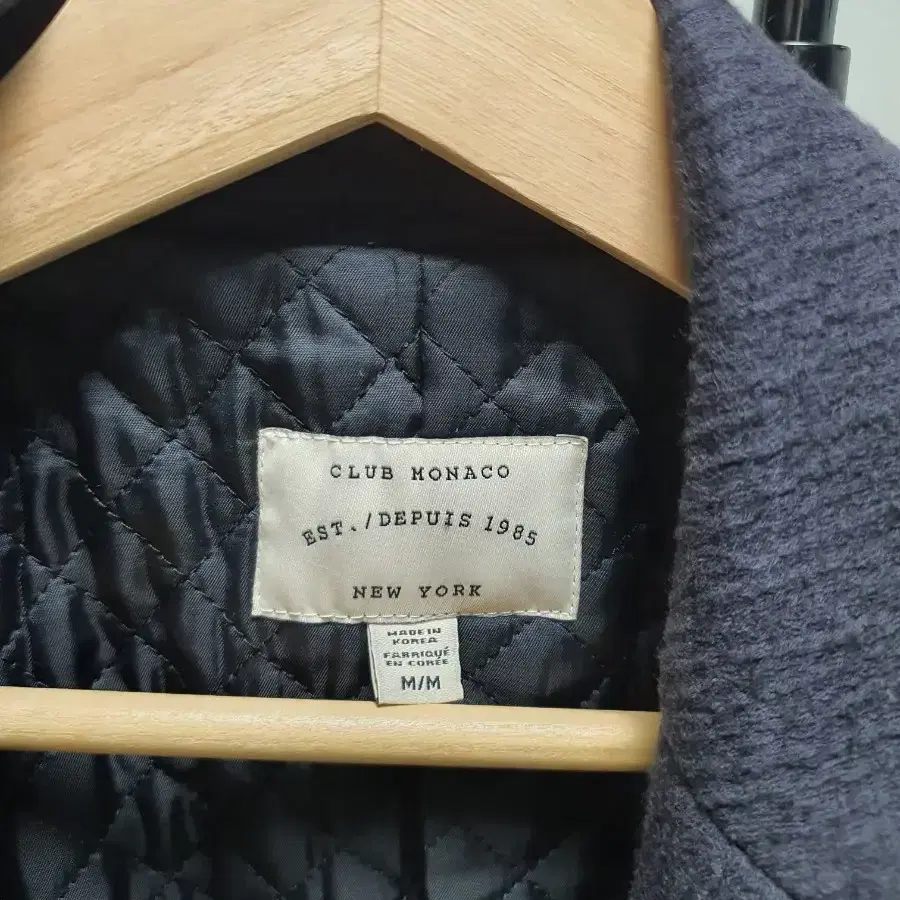 CLUB MONACO
EST./DEPUIS 1985
NEW YORK
MADE IN
KOREA
FABRIQUÉ
EN CORÉE
M/M